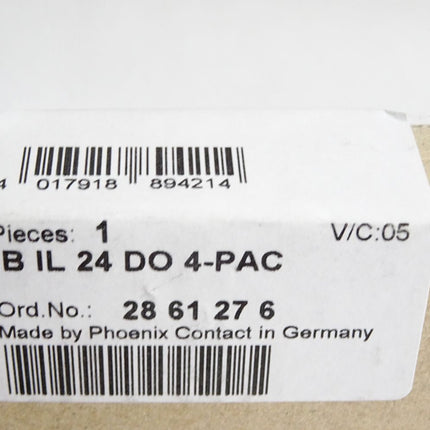 4 017918 894214
Pieces: 1 V/C:05
IB IL 24 DO 4-PAC
Ord.No.: 28 61 27 6
Made by Phoenix Contact in Germany